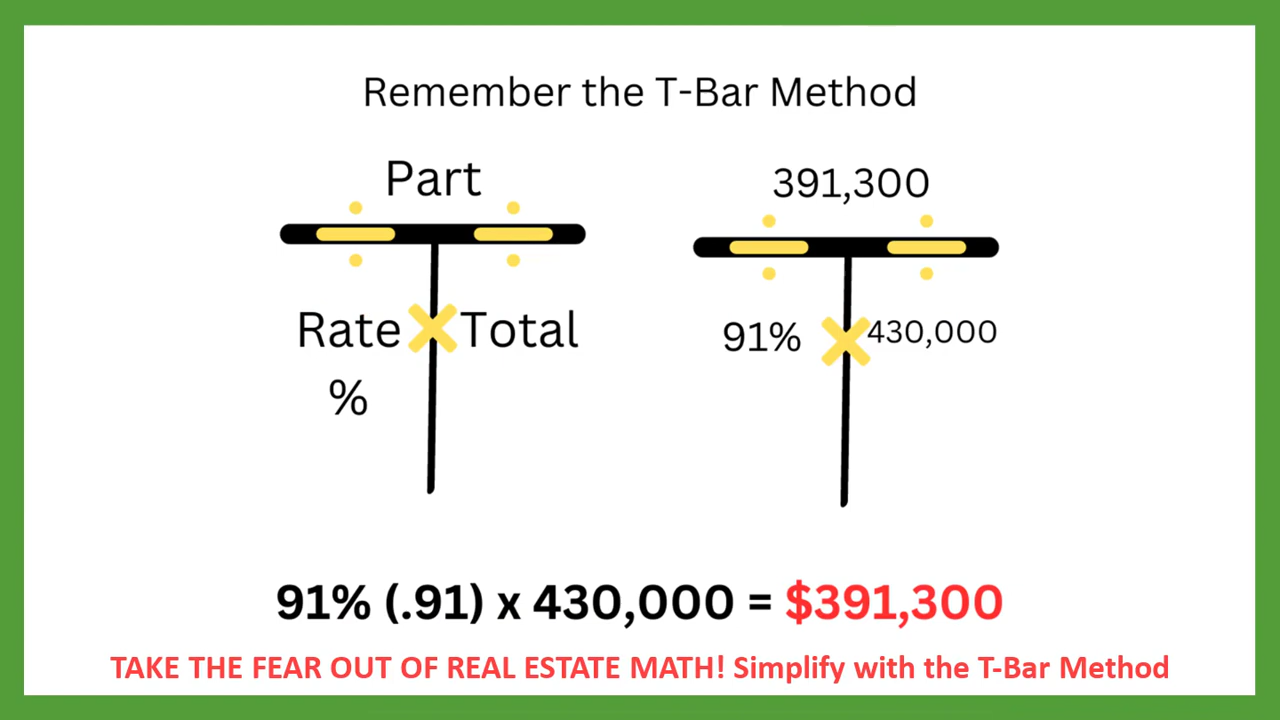 Remember the T-Bar Method
Part
Rate Total
%
391,300
91% 430,000
91% (.91) x 430,000 = $391,300
TAKE THE FEAR OUT OF REAL ESTATE MATH! Simplify with the T-Bar Method